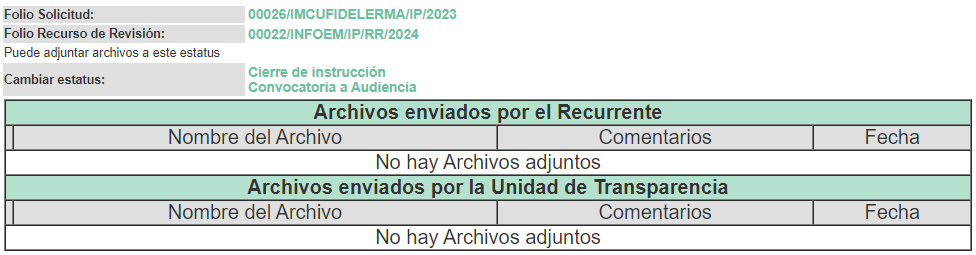 Folio Solicitud: 00026/IMCUFIDELERMA/IP/2023
Folio Recurso de Revisión: 00022/INFOEM/IP/RR/2024
Puede adjuntar archivos a este estatus
Cambiar estatus: Cierre de instrucción
Convocatoria a Audiencia
Archivos enviados por el Recurrente
Nombre del Archivo Comentarios Fecha
No hay Archivos adjuntos
Archivos enviados por la Unidad de Transparencia
Nombre del Archivo Comentarios Fecha
No hay Archivos adjuntos